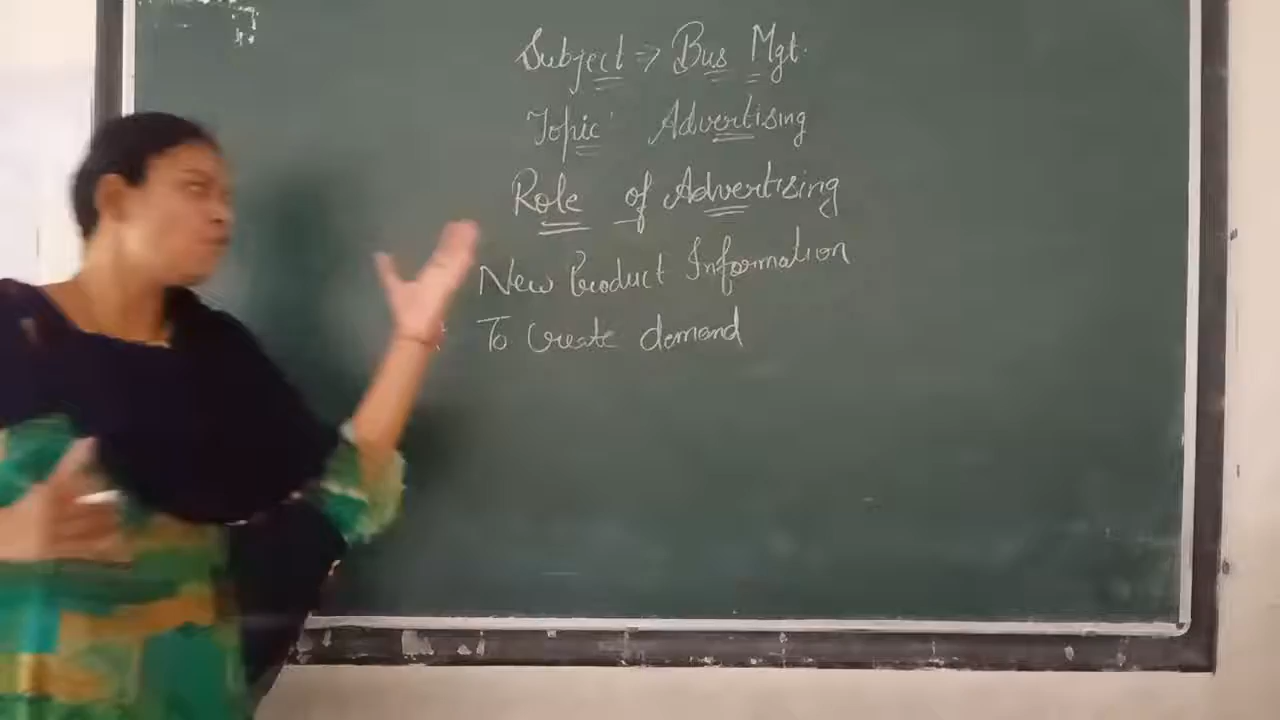 Subject → Bus Mgt.
Topic Advertising
Role of Advertising
New Product Information
To Create demand